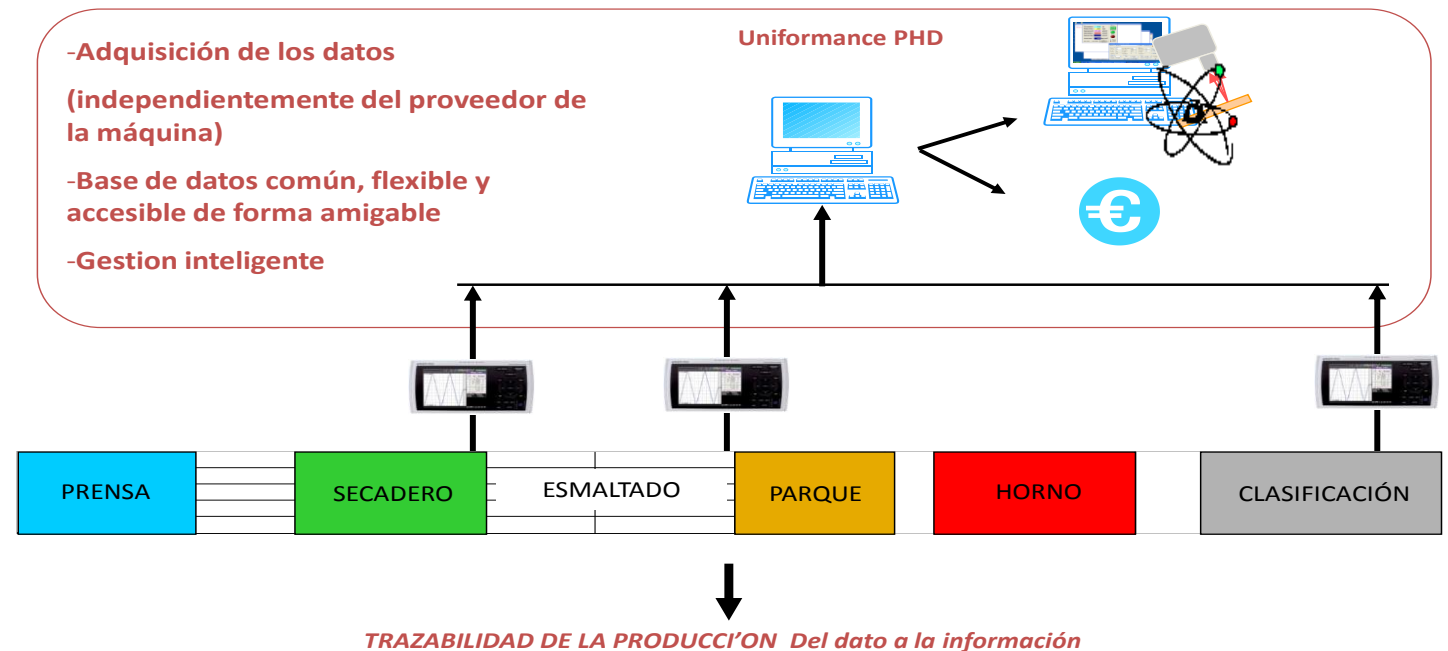 -Adquisición de los datos
(independientemente del proveedor de
la máquina)
-Base de datos común, flexible y
accesible de forma amigable
-Gestion inteligente
Uniformance PHD
PRENSA
SECADERO
ESMALTADO
PARQUE
HORNO
CLASIFICACIÓN
TRAZABILIDAD DE LA PRODUCCI'ON Del dato a la información